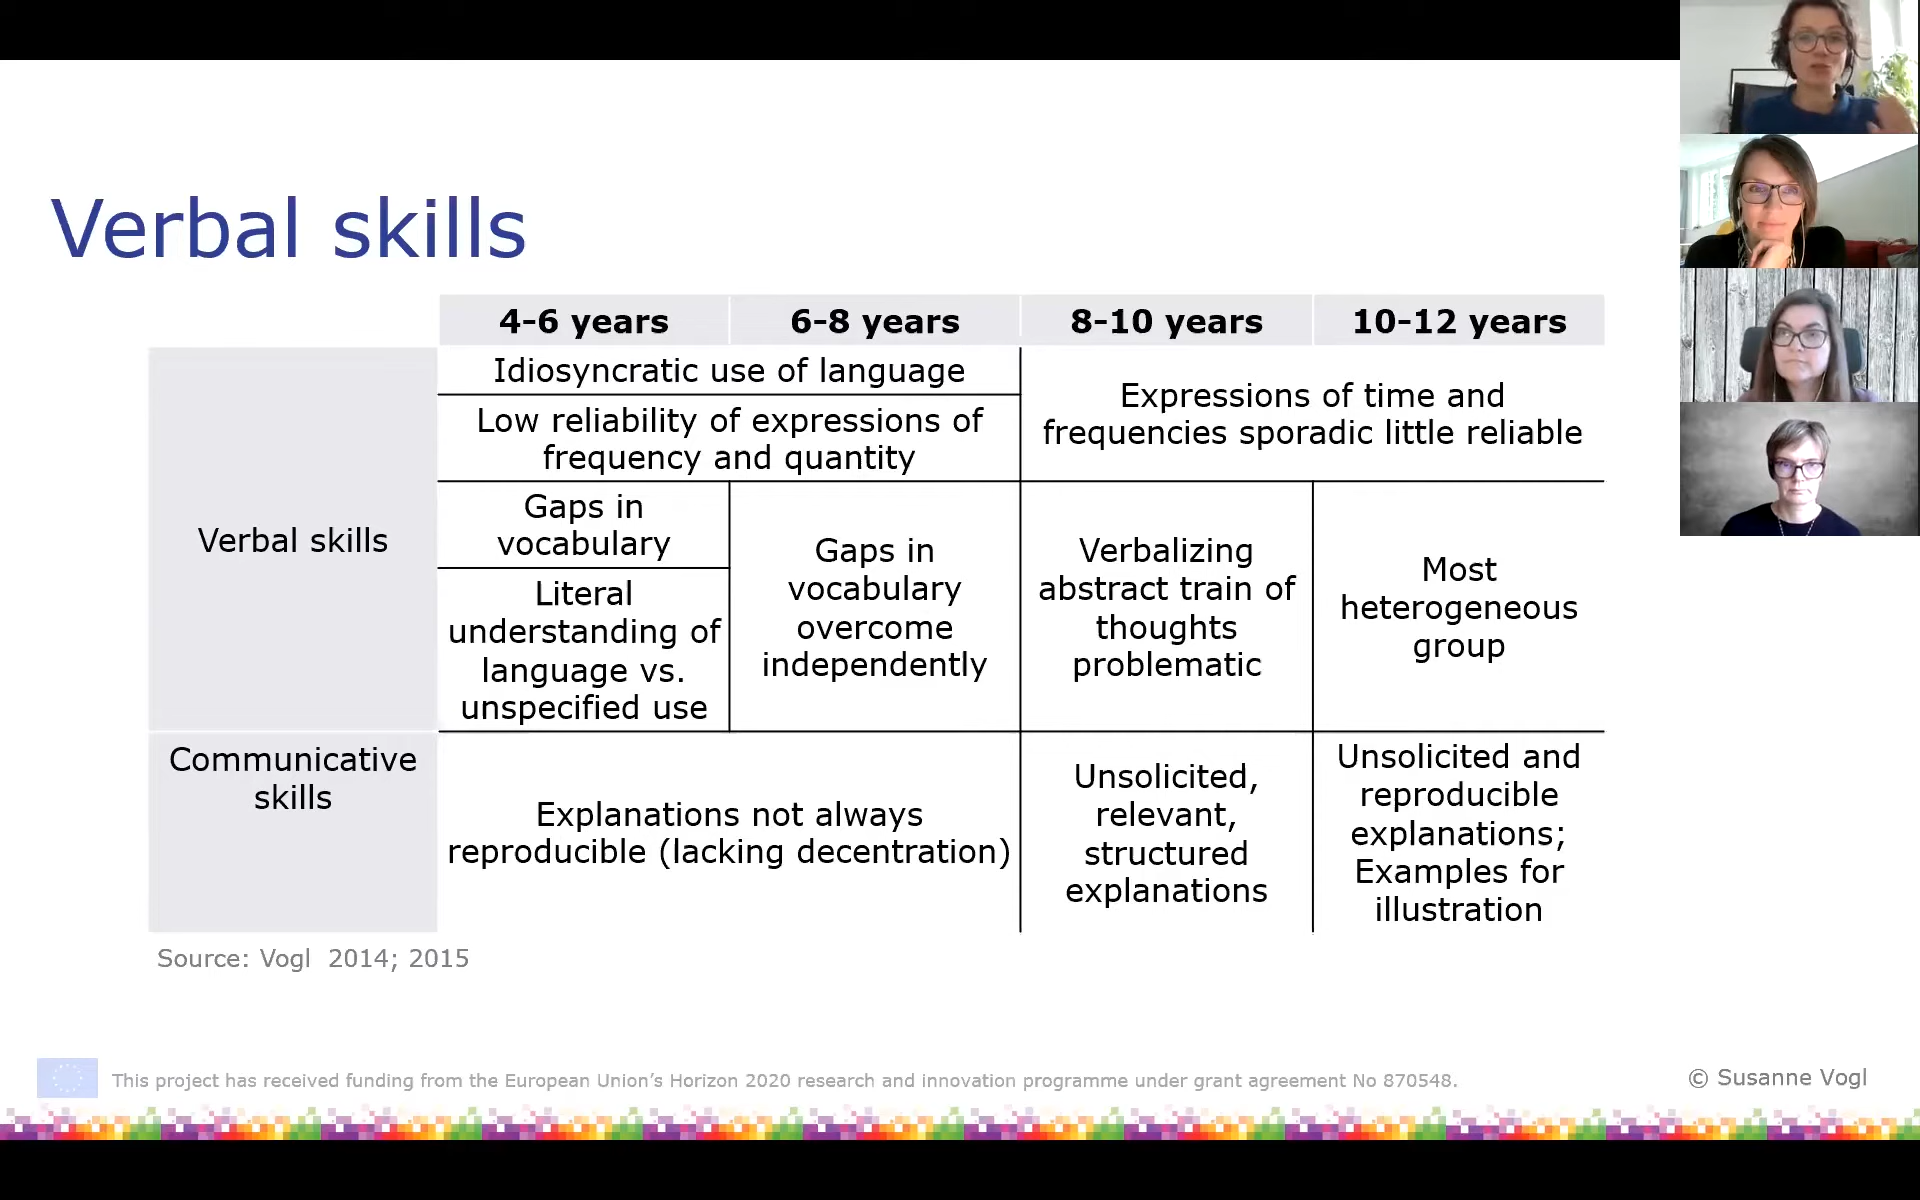 Verbal skills
4-6 years
6-8 years
8-10 years
10-12 years
Verbal skills
Idiosyncratic use of language
Low reliability of expressions of
frequency and quantity
Expressions of time and
frequencies sporadic little reliable
Gaps in
vocabulary
Literal
understanding of
language vs.
unspecified use
Gaps in
vocabulary
overcome
independently
Verbalizing
abstract train of
thoughts
problematic
Most
heterogeneous
group
Communicative
skills
Explanations not always
reproducible (lacking decentration)
Unsolicited,
relevant,
structured
explanations
Unsolicited and
reproducible
explanations;
Examples for
illustration
Source: Vogl 2014; 2015
This project has received funding from the European Union’s Horizon 2020 research and innovation programme under grant agreement No 870548.
© Susanne Vogl